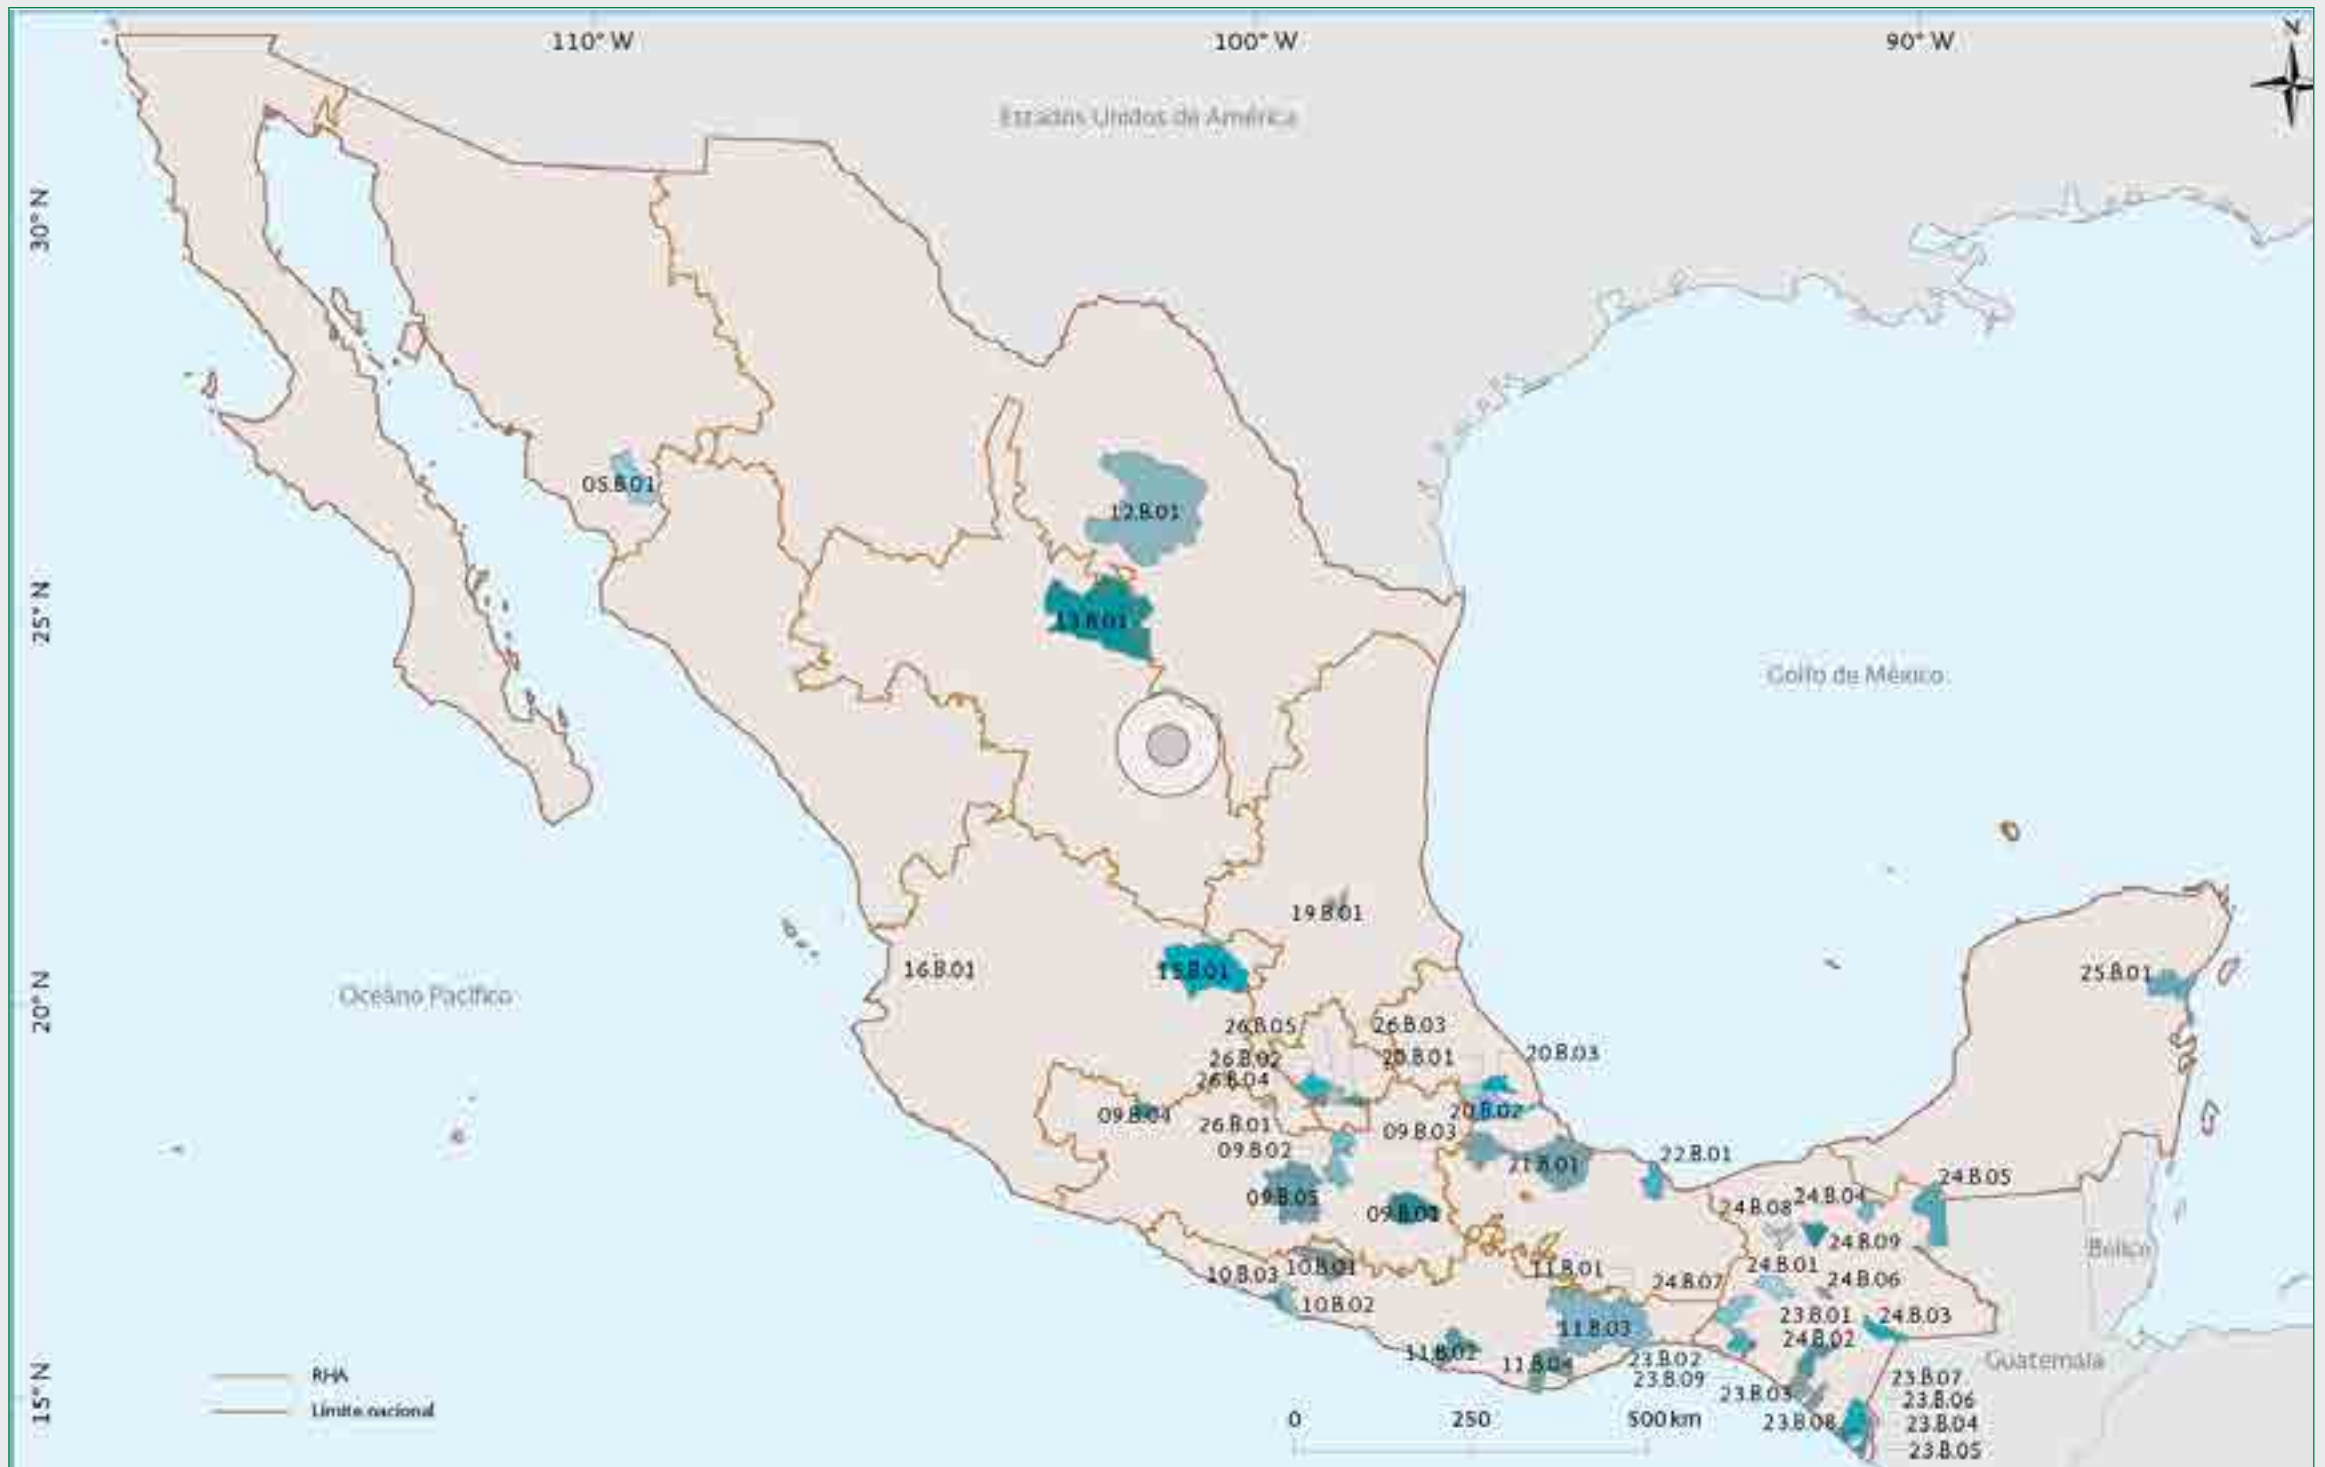 110° W
100° W
90° W
N
Estados Unidos de América
30° N
05.B.01
12.B.01
25° N
13.B.01
Golfo de México
19.B.01
16.B.01
15.B.01
25.B.01
20° N
Océano Pacífico
26.B.05
26.B.03
26.B.02
20.B.01
20.B.03
26.B.04
09.B.04
20.B.02
26.B.01
09.B.03
09.B.02
22.B.01
21.B.01
24.B.05
09.B.05
24.B.04
24.B.08
09.B.01
24.B.09
Belice
10.B.03
10.B.01
11.B.01
24.B.01
24.B.07
24.B.06
10.B.02
23.B.01
24.B.03
11.B.03
24.B.02
11.B.02
11.B.04
23.B.02
Guatemala
23.B.09
RHA
23.B.03
23.B.07
23.B.06
Límite nacional
15° N
0
250
500 km
23.B.08
23.B.04
23.B.05